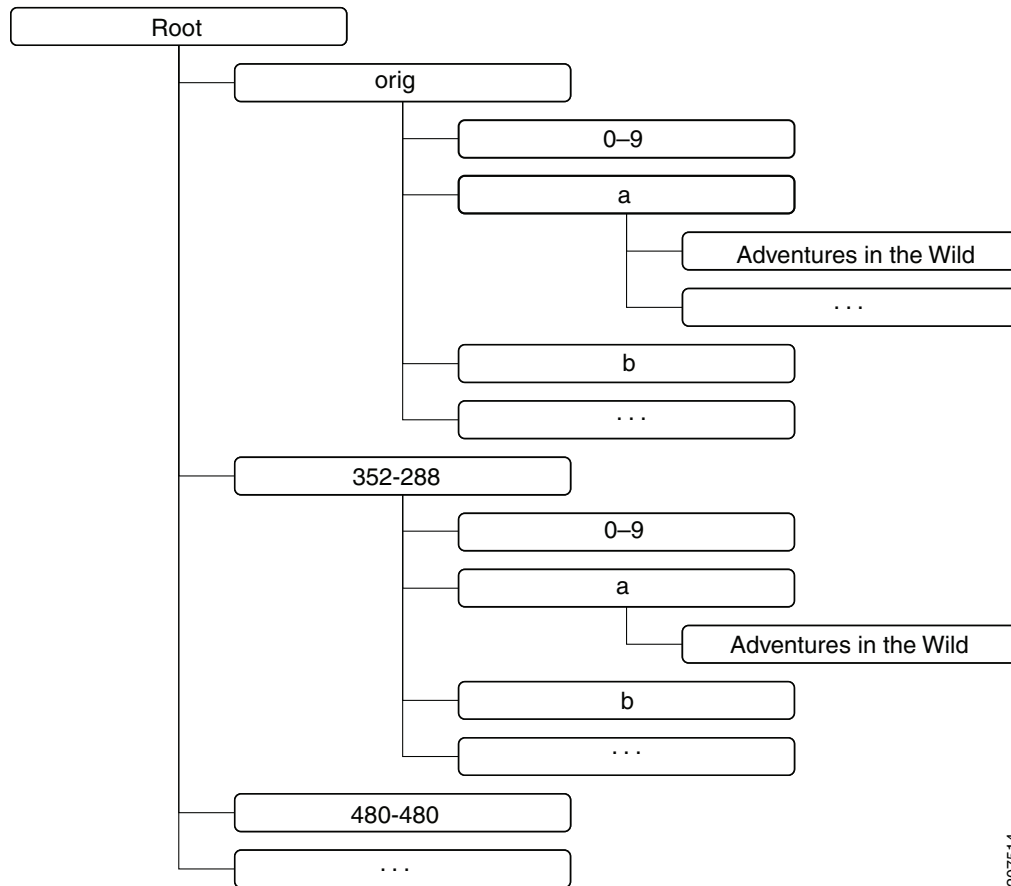 Root
orig
0–9
a
Adventures in the Wild
. . .
b
. . .
352-288
0–9
a
Adventures in the Wild
b
. . .
480-480
. . .